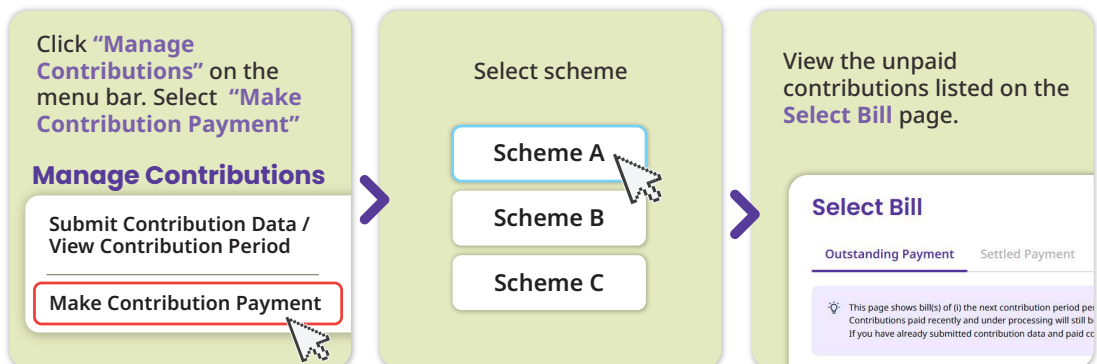 Click “Manage
Contributions” on the
menu bar. Select “Make
Contribution Payment”
Manage Contributions
Submit Contribution Data /
View Contribution Period
Make Contribution Payment
Select scheme
Scheme A
Scheme B
Scheme C
View the unpaid
contributions listed on the
Select Bill page.
Select Bill
Outstanding Payment Settled Payment
This page shows bill(s) of (i) the next contribution period
Contributions paid recently and under processing will still
If you have already submitted contribution data and paid